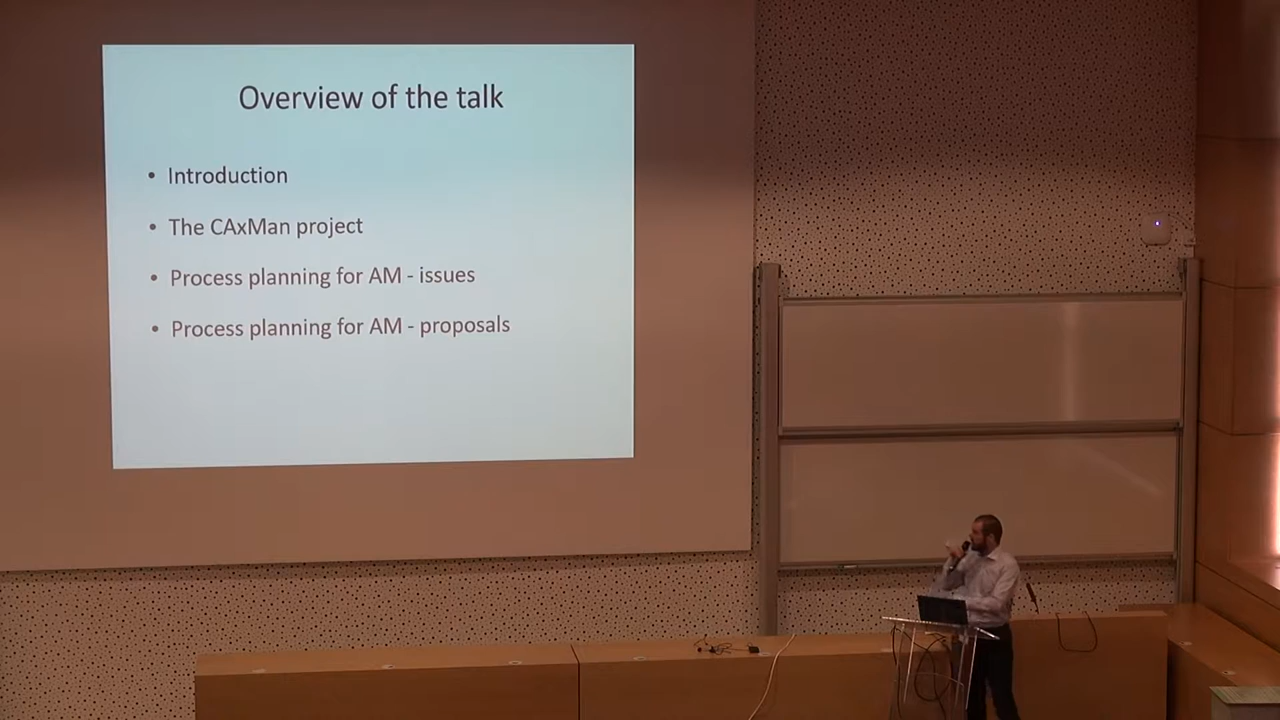 Overview of the talk
• Introduction
• The CAxMan project
• Process planning for AM - issues
• Process planning for AM - proposals